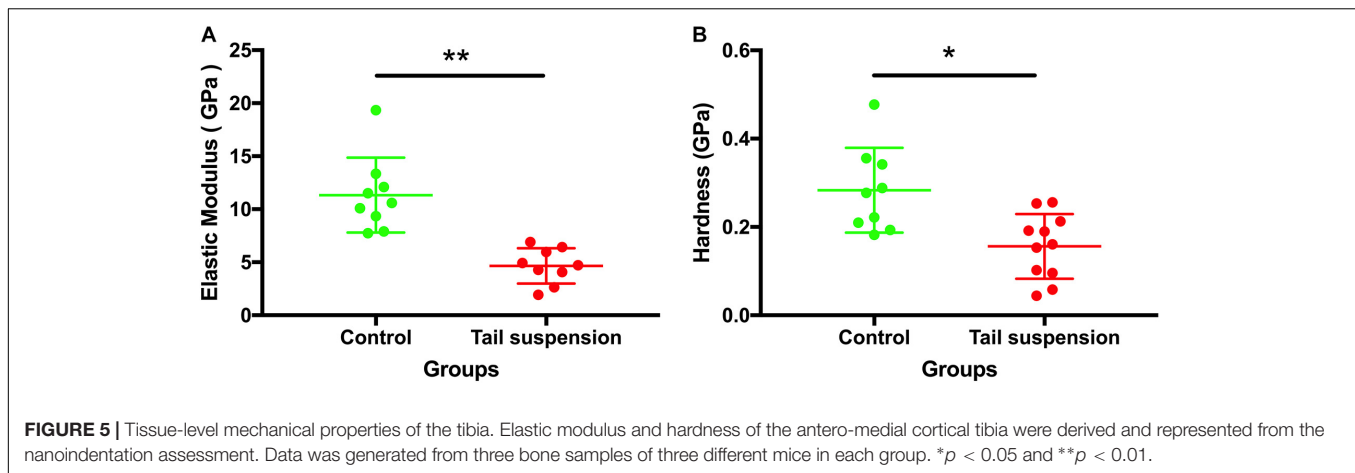 A
**
Elastic Modulus ( GPa)
25
20
15
10
5
0
Control
Tail suspension
Groups
B
*
Hardness (GPa)
0.6
0.4
0.2
0.0
Control
Tail suspension
Groups
FIGURE 5 | Tissue-level mechanical properties of the tibia. Elastic modulus and hardness of the antero-medial cortical tibia were derived and represented from the
nanoindentation assessment. Data was generated from three bone samples of three different mice in each group. *p < 0.05 and **p < 0.01.